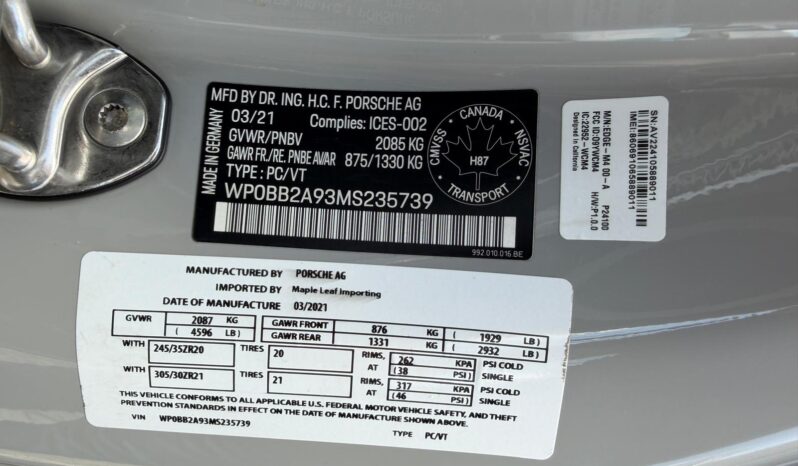 MFD BY DR. ING. H.C. F. PORSCHE AG
03/21 Complies: ICES-002
GVWR/PNBV 2085 KG
GAWR FR./RE. PNBE AV/AR 875/1330 KG
TYPE : PC/VT
WP0BB2A93MS235739
MADE IN GERMANY
CANADA
CMVSS NSVAC
H87
TRANSPORT
992.010.016.BE
SN:AV224105889011
IMEI:860091065889011
M/N:EDGE-M4 00-A P24100
FCC ID:O9YWCM4 H/W:P1.0.0
IC:22952-WCM4
Designed in California
MANUFACTURED BY PORSCHE AG
IMPORTED BY Maple Leaf Importing
DATE OF MANUFACTURE 03/2021
GVWR 2087 KG
( 4596 LB )
GAWR FRONT 876 KG ( 1929 LB )
GAWR REAR 1331 KG ( 2932 LB )
WITH 245/35ZR20 TIRES 20 RIMS, AT 262 KPA (38 PSI ) PSI COLD SINGLE
WITH 305/30ZR21 TIRES 21 RIMS, AT 317 KPA (46 PSI ) PSI COLD SINGLE
THIS VEHICLE CONFORMS TO ALL APPLICABLE U.S. FEDERAL MOTOR VEHICLE SAFETY, AND THEFT
PREVENTION STANDARDS IN EFFECT ON THE DATE OF MANUFACTURE SHOWN ABOVE.
VIN WP0BB2A93MS235739
TYPE PC/VT